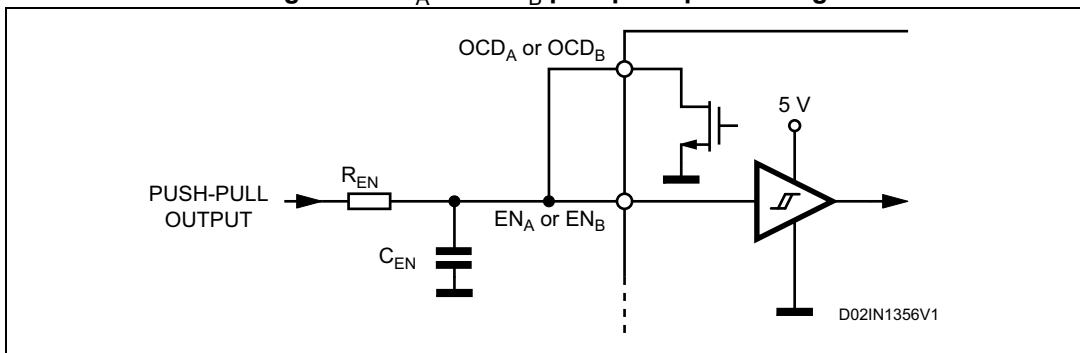 OCD_A or OCD_B
5 V
R_EN
PUSH-PULL
OUTPUT
EN_A or EN_B
C_EN
D02IN1356V1